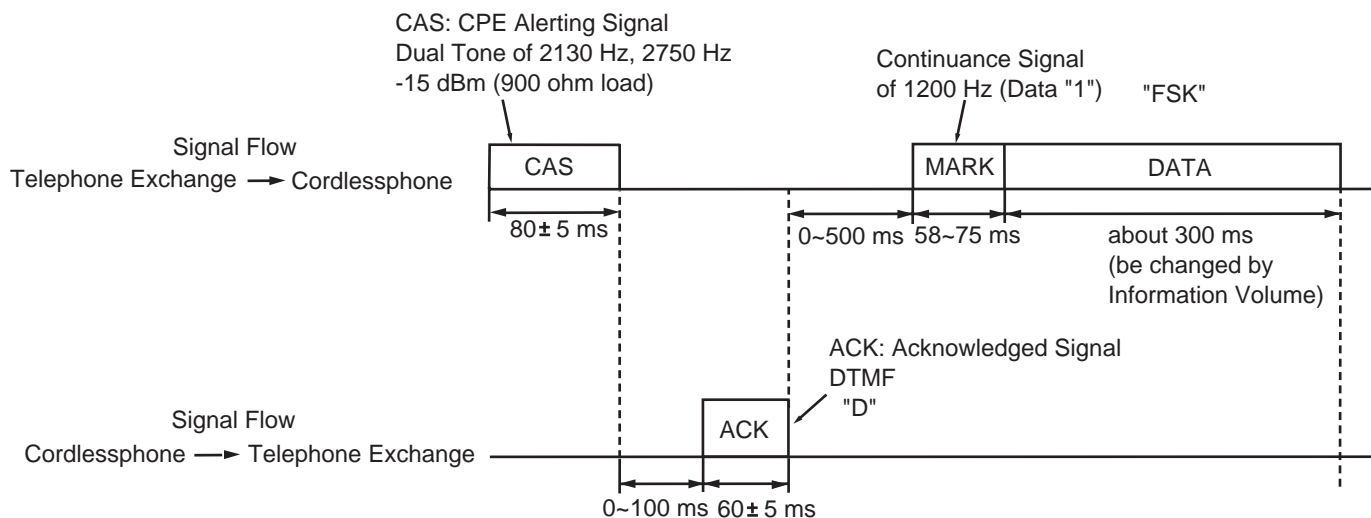 CAS: CPE Alerting Signal
Dual Tone of 2130 Hz, 2750 Hz
-15 dBm (900 ohm load)
Continuance Signal
of 1200 Hz (Data "1")
"FSK"
Signal Flow
Telephone Exchange → Cordlessphone
CAS
MARK
DATA
80± 5 ms
0~500 ms
58~75 ms
about 300 ms
(be changed by
Information Volume)
ACK: Acknowledged Signal
DTMF
"D"
Signal Flow
Cordlessphone → Telephone Exchange
ACK
0~100 ms
60± 5 ms